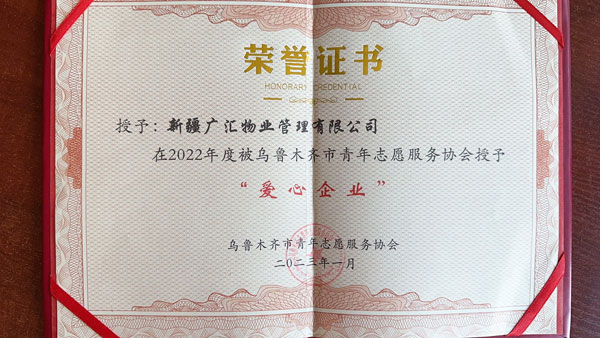 荣誉证书
HONORARY CREDENTIAL
授予：新疆广汇物业管理有限公司
在2022年度被乌鲁木齐市青年志愿服务协会授予
“爱心企业”
乌鲁木齐市青年志愿服务协会
二〇二三年一月